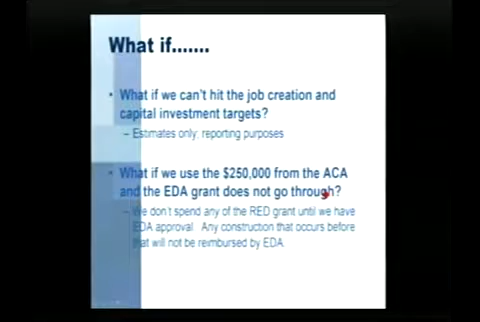 What if.......
• What if we can't hit the job creation and
capital investment targets?
– Estimates only: reporting purposes
• What if we use the $250,000 from the ACA
and the EDA grant does not go through?
– We don't spend any of the RED grant until we have
EDA approval  Any construction that occurs before
that will not be reimbursed by EDA